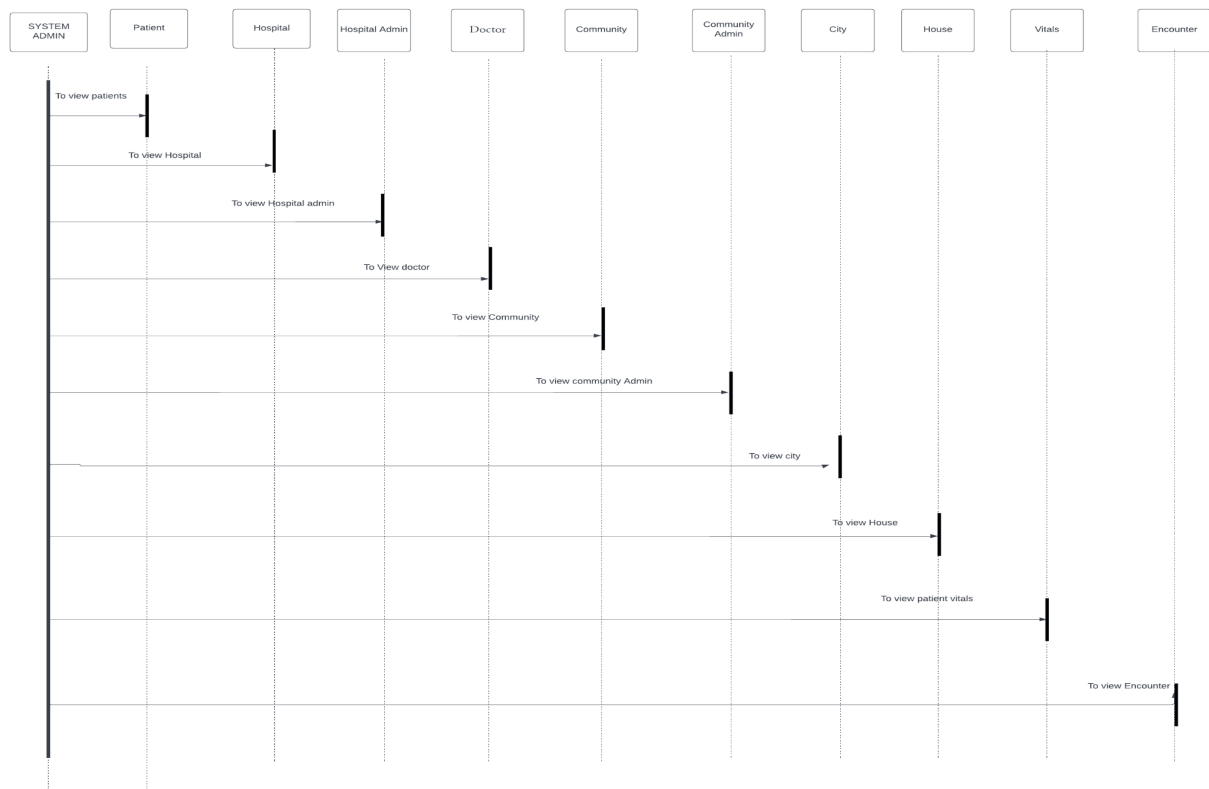 SYSTEM
ADMIN
Patient
Hospital
Hospital Admin
Doctor
Community
Community
Admin
City
House
Vitals
Encounter
To view patients
To view Hospital
To view Hospital admin
To View doctor
To view Community
To view community Admin
To view city
To view House
To view patient vitals
To view Encounter